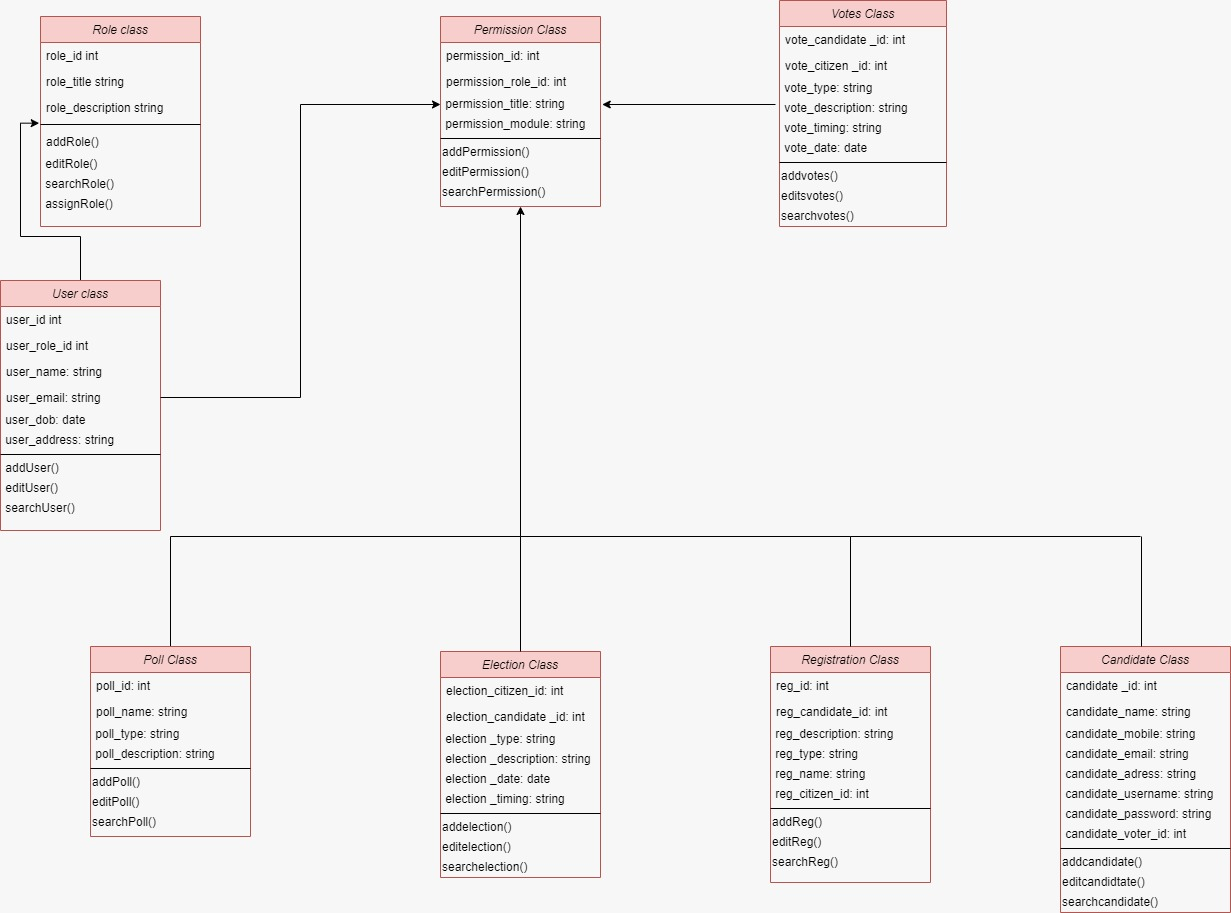 Role class
role_id int
role_title string
role_description string
addRole()
editRole()
searchRole()
assignRole()
Permission Class
permission_id: int
permission_role_id: int
permission_title: string
permission_module: string
addPermission()
editPermission()
searchPermission()
Votes Class
vote_candidate _id: int
vote_citizen _id: int
vote_type: string
vote_description: string
vote_timing: string
vote_date: date
addvotes()
editsvotes()
searchvotes()
User class
user_id int
user_role_id int
user_name: string
user_email: string
user_dob: date
user_address: string
addUser()
editUser()
searchUser()
Poll Class
poll_id: int
poll_name: string
poll_type: string
poll_description: string
addPoll()
editPoll()
searchPoll()
Election Class
election_citizen_id: int
election_candidate _id: int
election _type: string
election _description: string
election _date: date
election _timing: string
addelection()
editelection()
searchelection()
Registration Class
reg_id: int
reg_candidate_id: int
reg_description: string
reg_type: string
reg_name: string
reg_citizen_id: int
addReg()
editReg()
searchReg()
Candidate Class
candidate _id: int
candidate_name: string
candidate_mobile: string
candidate_email: string
candidate_adress: string
candidate_username: string
candidate_password: string
candidate_voter_id: int
addcandidate()
editcandidtate()
searchcandidate()